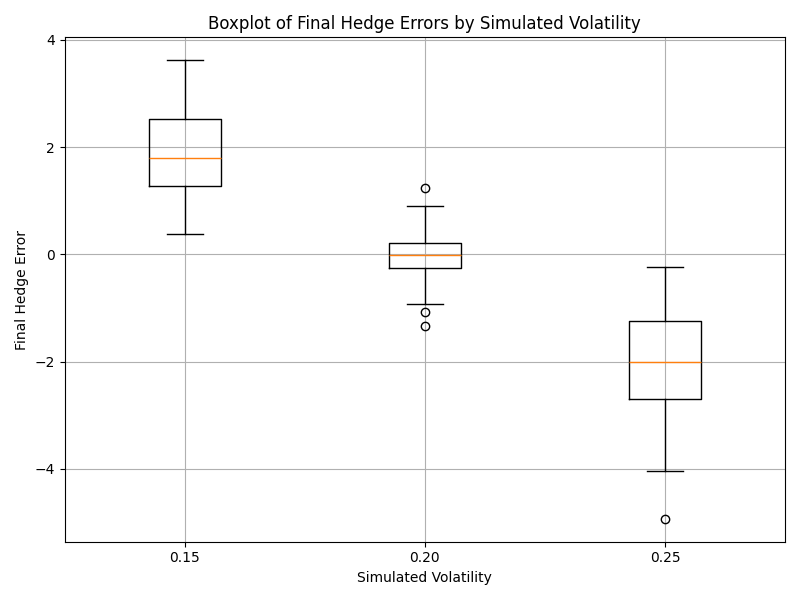 Boxplot of Final Hedge Errors by Simulated Volatility
Final Hedge Error
4
2
0
−2
−4
0.15
0.20
0.25
Simulated Volatility